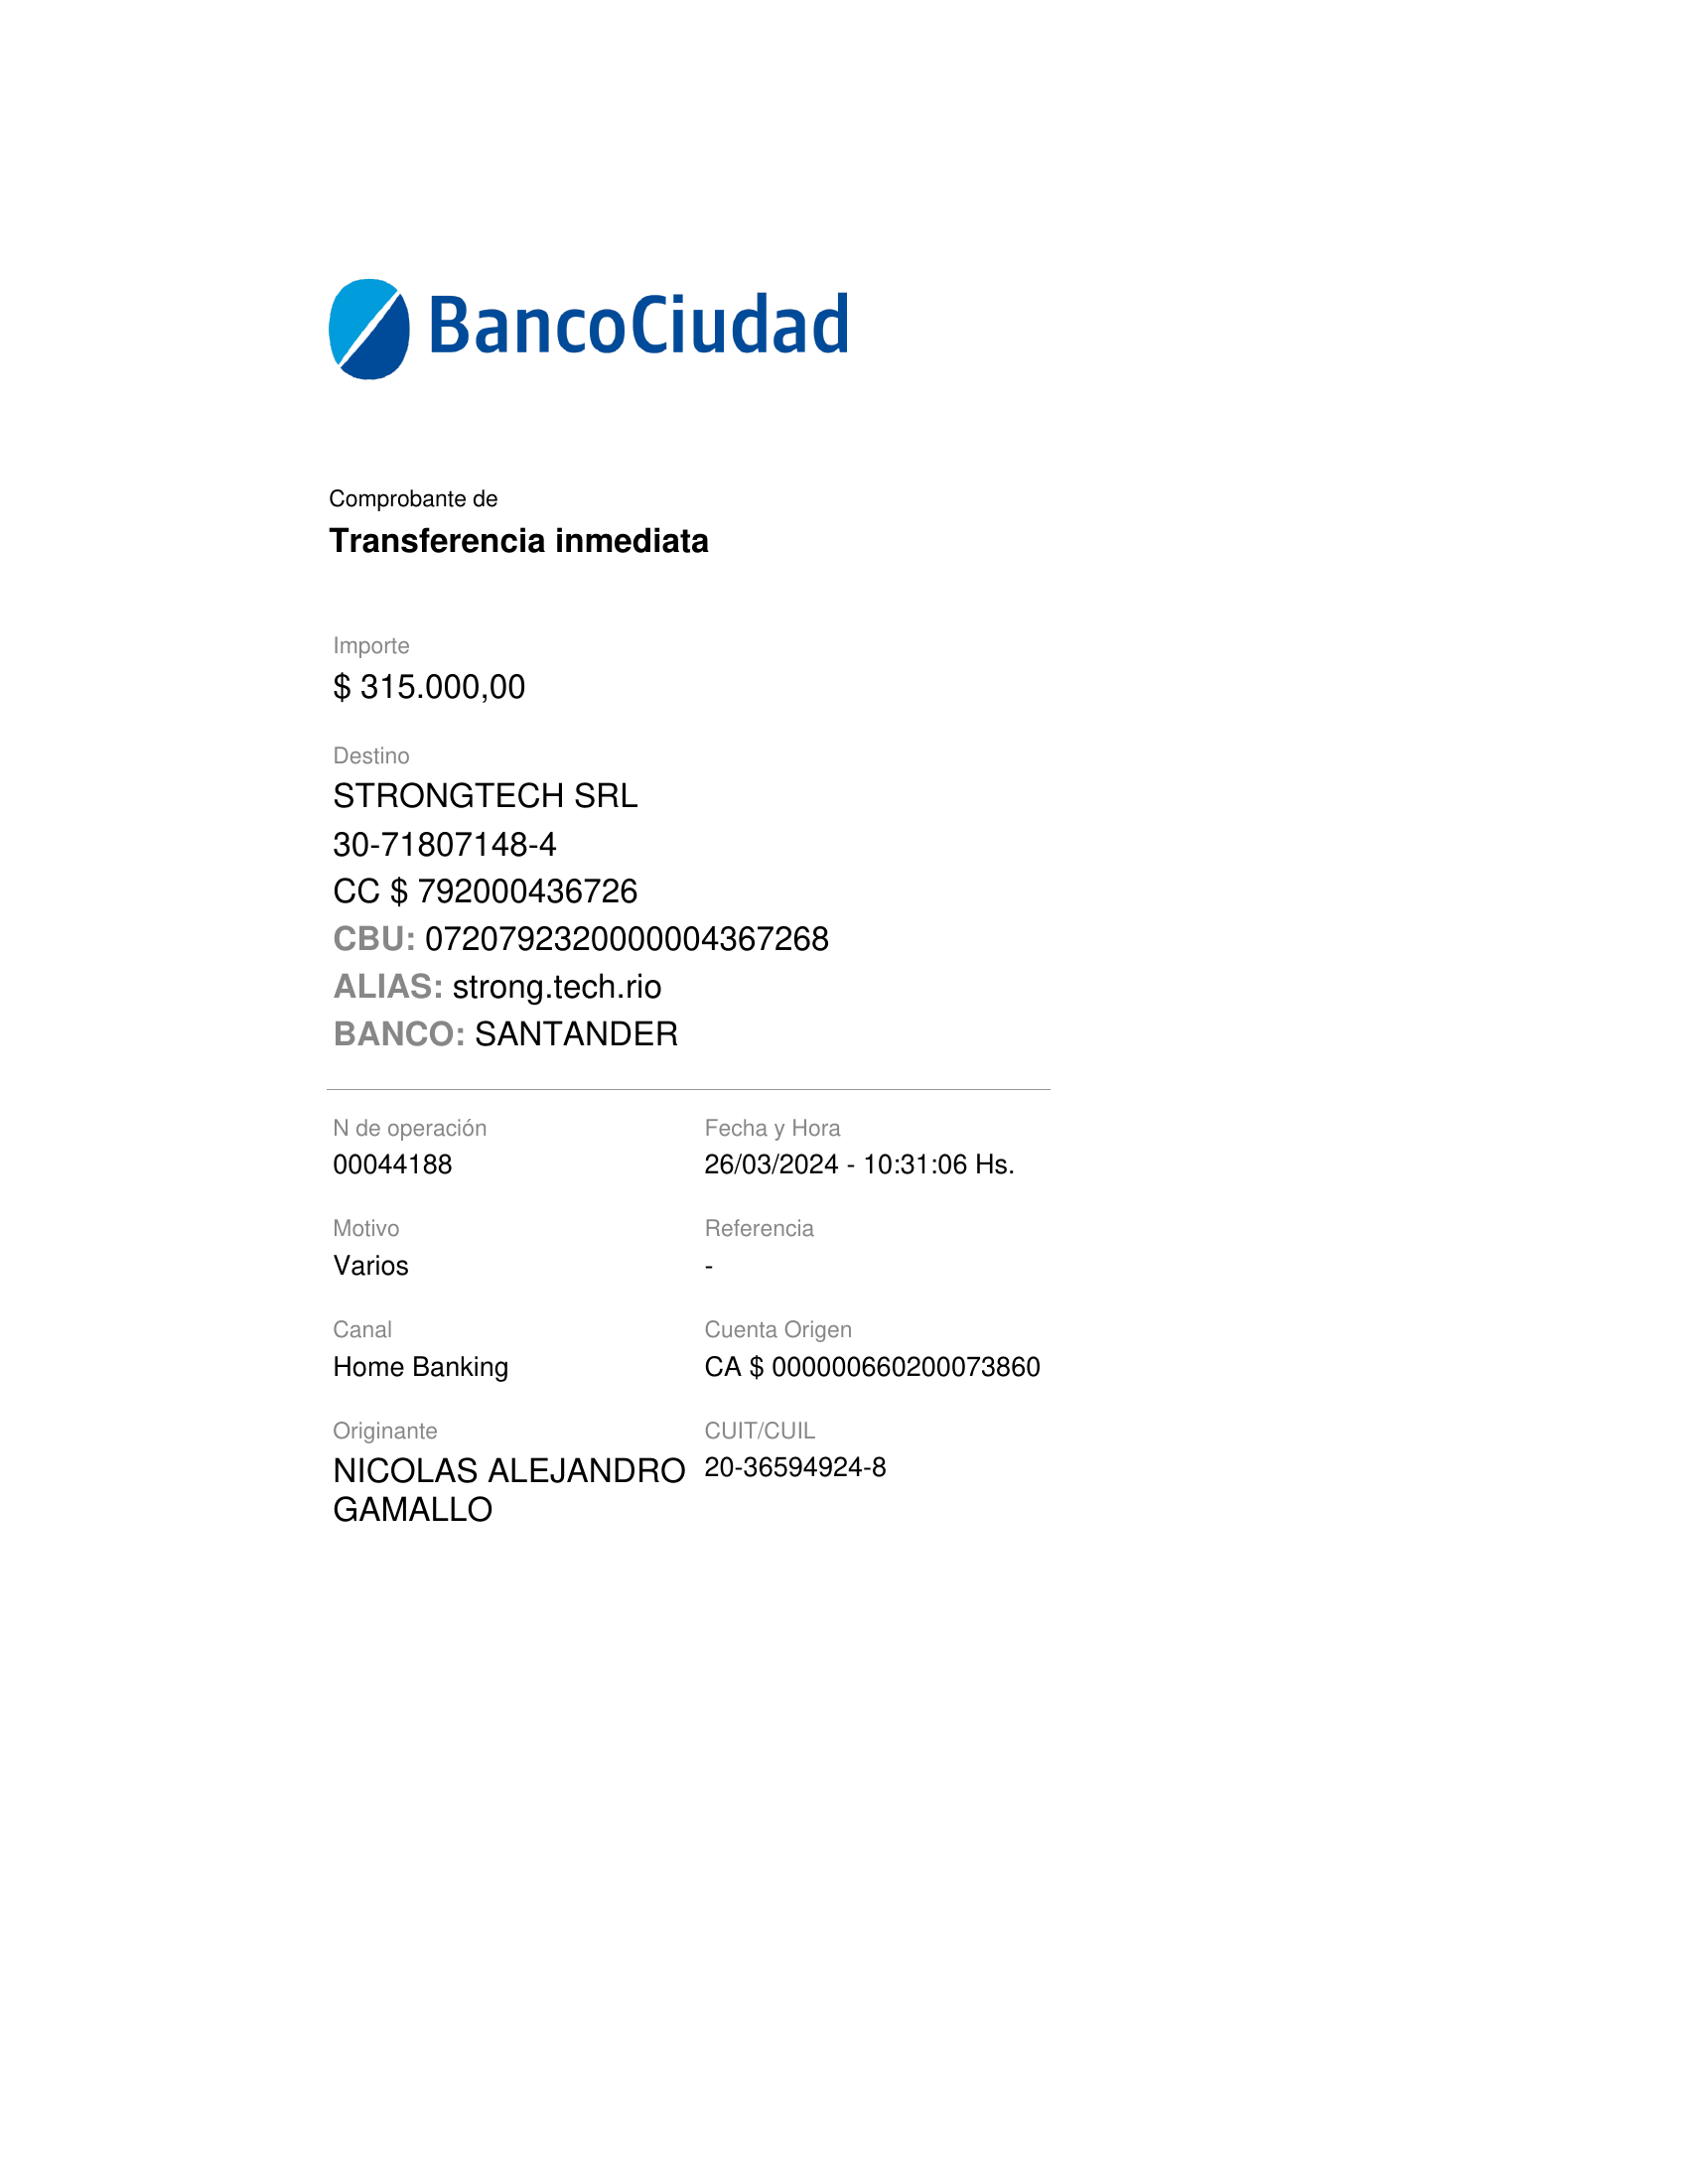 BancoCiudad
Comprobante de
Transferencia inmediata
Importe
$ 315.000,00
Destino
STRONGTECH SRL
30-71807148-4
CC $ 792000436726
CBU: 0720792320000004367268
ALIAS: strong.tech.rio
BANCO: SANTANDER
N de operación
00044188
Fecha y Hora
26/03/2024 - 10:31:06 Hs.
Motivo
Varios
Referencia
-
Canal
Home Banking
Cuenta Origen
CA $ 000000660200073860
Originante
NICOLAS ALEJANDRO
GAMALLO
CUIT/CUIL
20-36594924-8